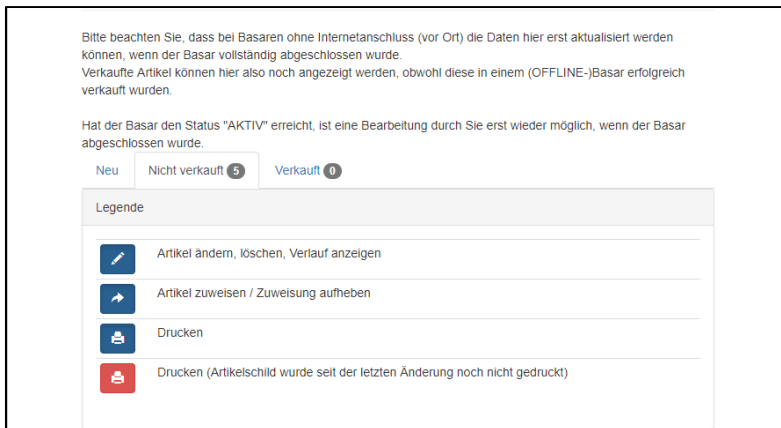 Bitte beachten Sie, dass bei Basaren ohne Internetanschluss (vor Ort) die Daten hier erst aktualisiert werden
können, wenn der Basar vollständig abgeschlossen wurde.
Verkaufte Artikel können hier also noch angezeigt werden, obwohl diese in einem (OFFLINE-)Basar erfolgreich
verkauft wurden.
Hat der Basar den Status "AKTIV" erreicht, ist eine Bearbeitung durch Sie erst wieder möglich, wenn der Basar
abgeschlossen wurde.
Neu Nicht verkauft 5 Verkauft 0
Legende
Artikel ändern, löschen, Verlauf anzeigen
Artikel zuweisen / Zuweisung aufheben
Drucken
Drucken (Artikelschild wurde seit der letzten Änderung noch nicht gedruckt)